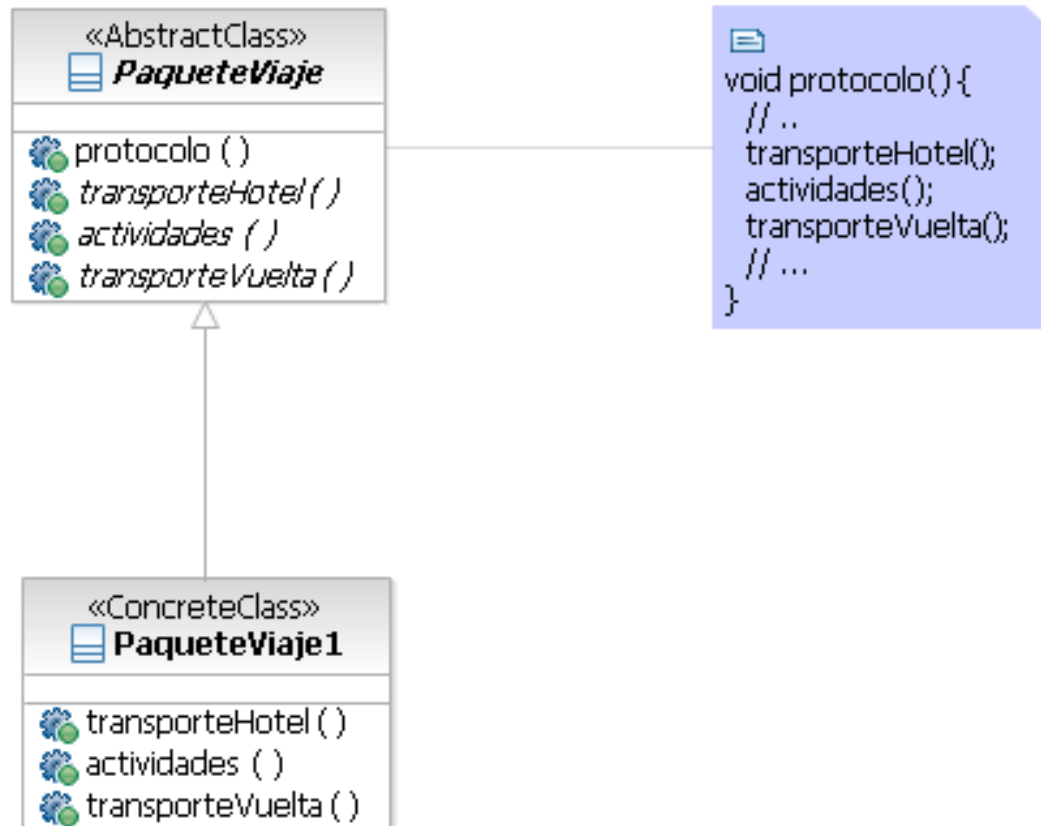 «AbstractClass»
PaqueteViaje
protocolo ( )
transporteHotel ( )
actividades ( )
transporteVuelta ( )
void protocolo() {
// ..
transporteHotel();
actividades();
transporteVuelta();
// ...
}
«ConcreteClass»
PaqueteViaje1
transporteHotel ( )
actividades ( )
transporteVuelta ( )